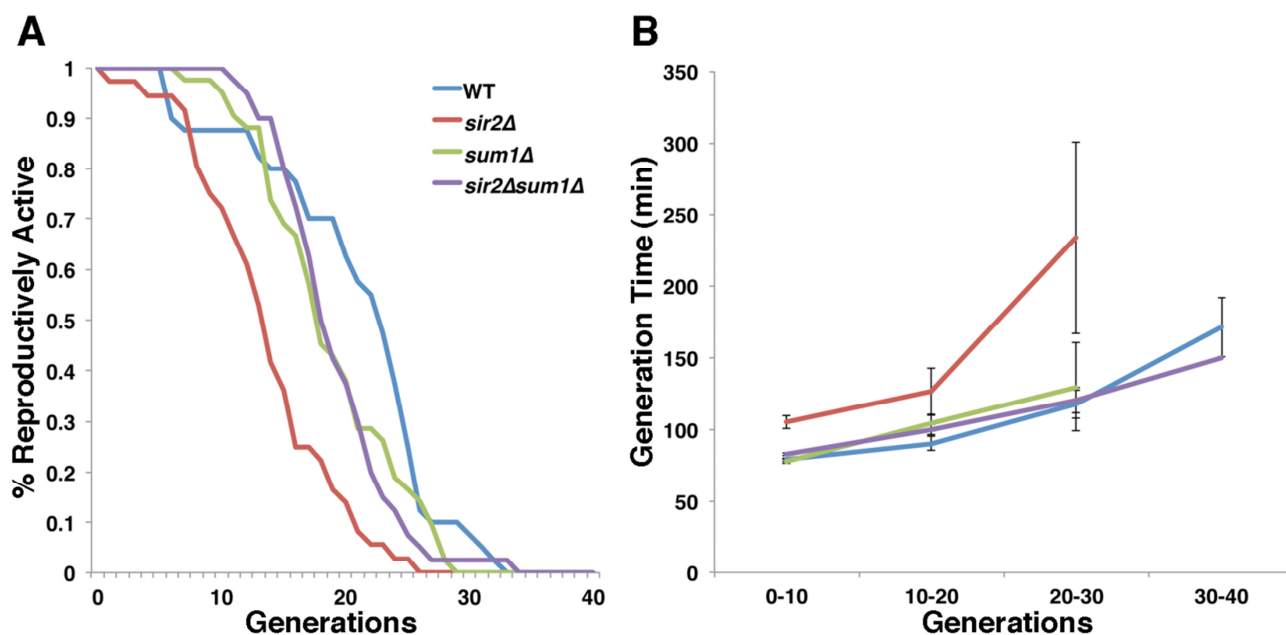 A
% Reproductively Active
1
0.9
0.8
0.7
0.6
0.5
0.4
0.3
0.2
0.1
0
0 10 20 30 40
Generations
WT
sir2Δ
sum1Δ
sir2Δsum1Δ
B
Generation Time (min)
350
300
250
200
150
100
50
0
0-10 10-20 20-30 30-40
Generations